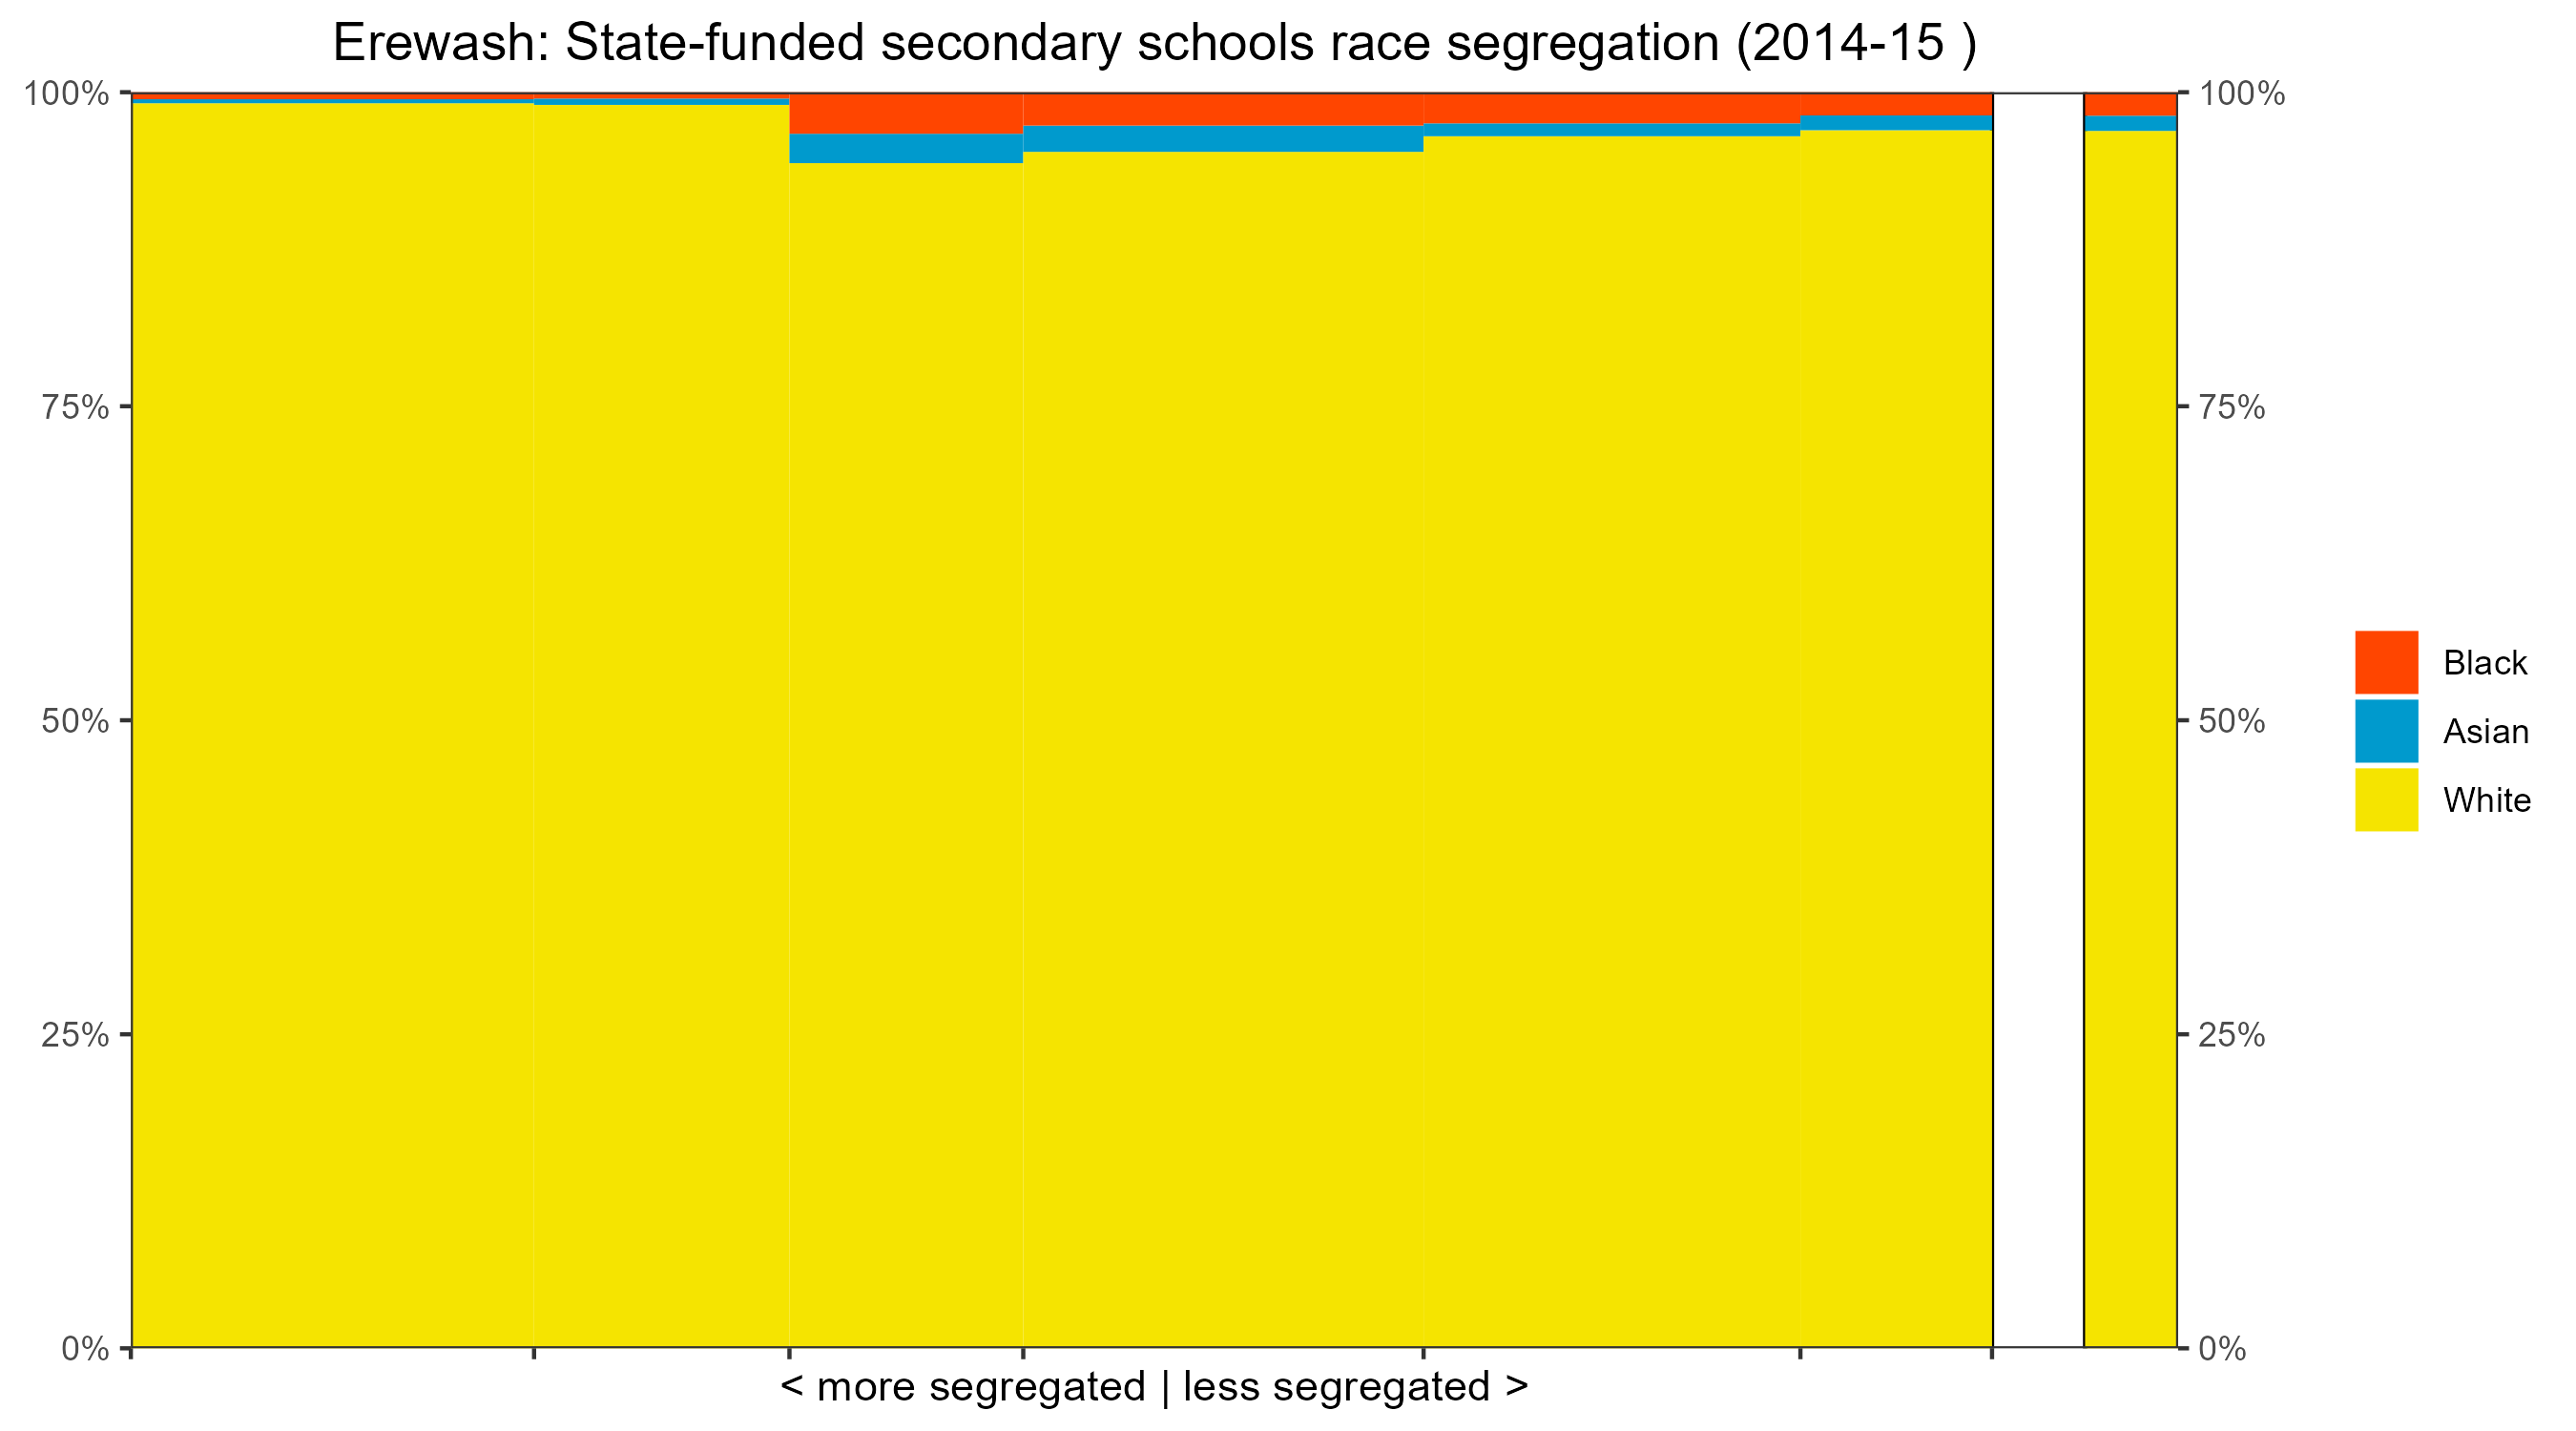 Erewash: State-funded secondary schools race segregation (2014-15 )
100%
75%
50%
25%
0%
100%
75%
50%
25%
0%
< more segregated | less segregated >
Black
Asian
White